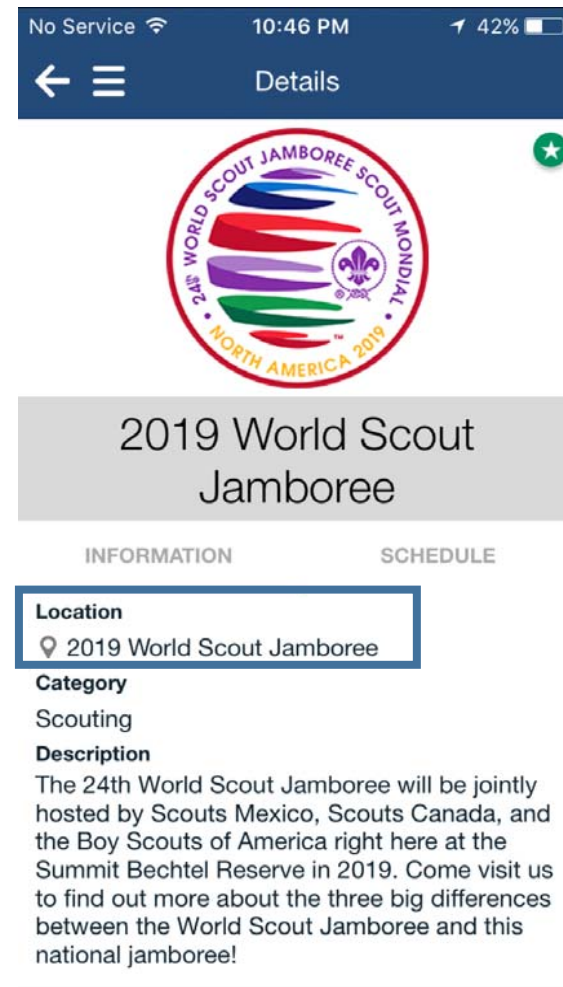 No Service 10:46 PM 42%
Details
24th WORLD SCOUT JAMBOREE SCOUT MONDIAL
NORTH AMERICA 2019
TM
2019 World Scout
Jamboree
INFORMATION SCHEDULE
Location
2019 World Scout Jamboree
Category
Scouting
Description
The 24th World Scout Jamboree will be jointly
hosted by Scouts Mexico, Scouts Canada, and
the Boy Scouts of America right here at the
Summit Bechtel Reserve in 2019. Come visit us
to find out more about the three big differences
between the World Scout Jamboree and this
national jamboree!